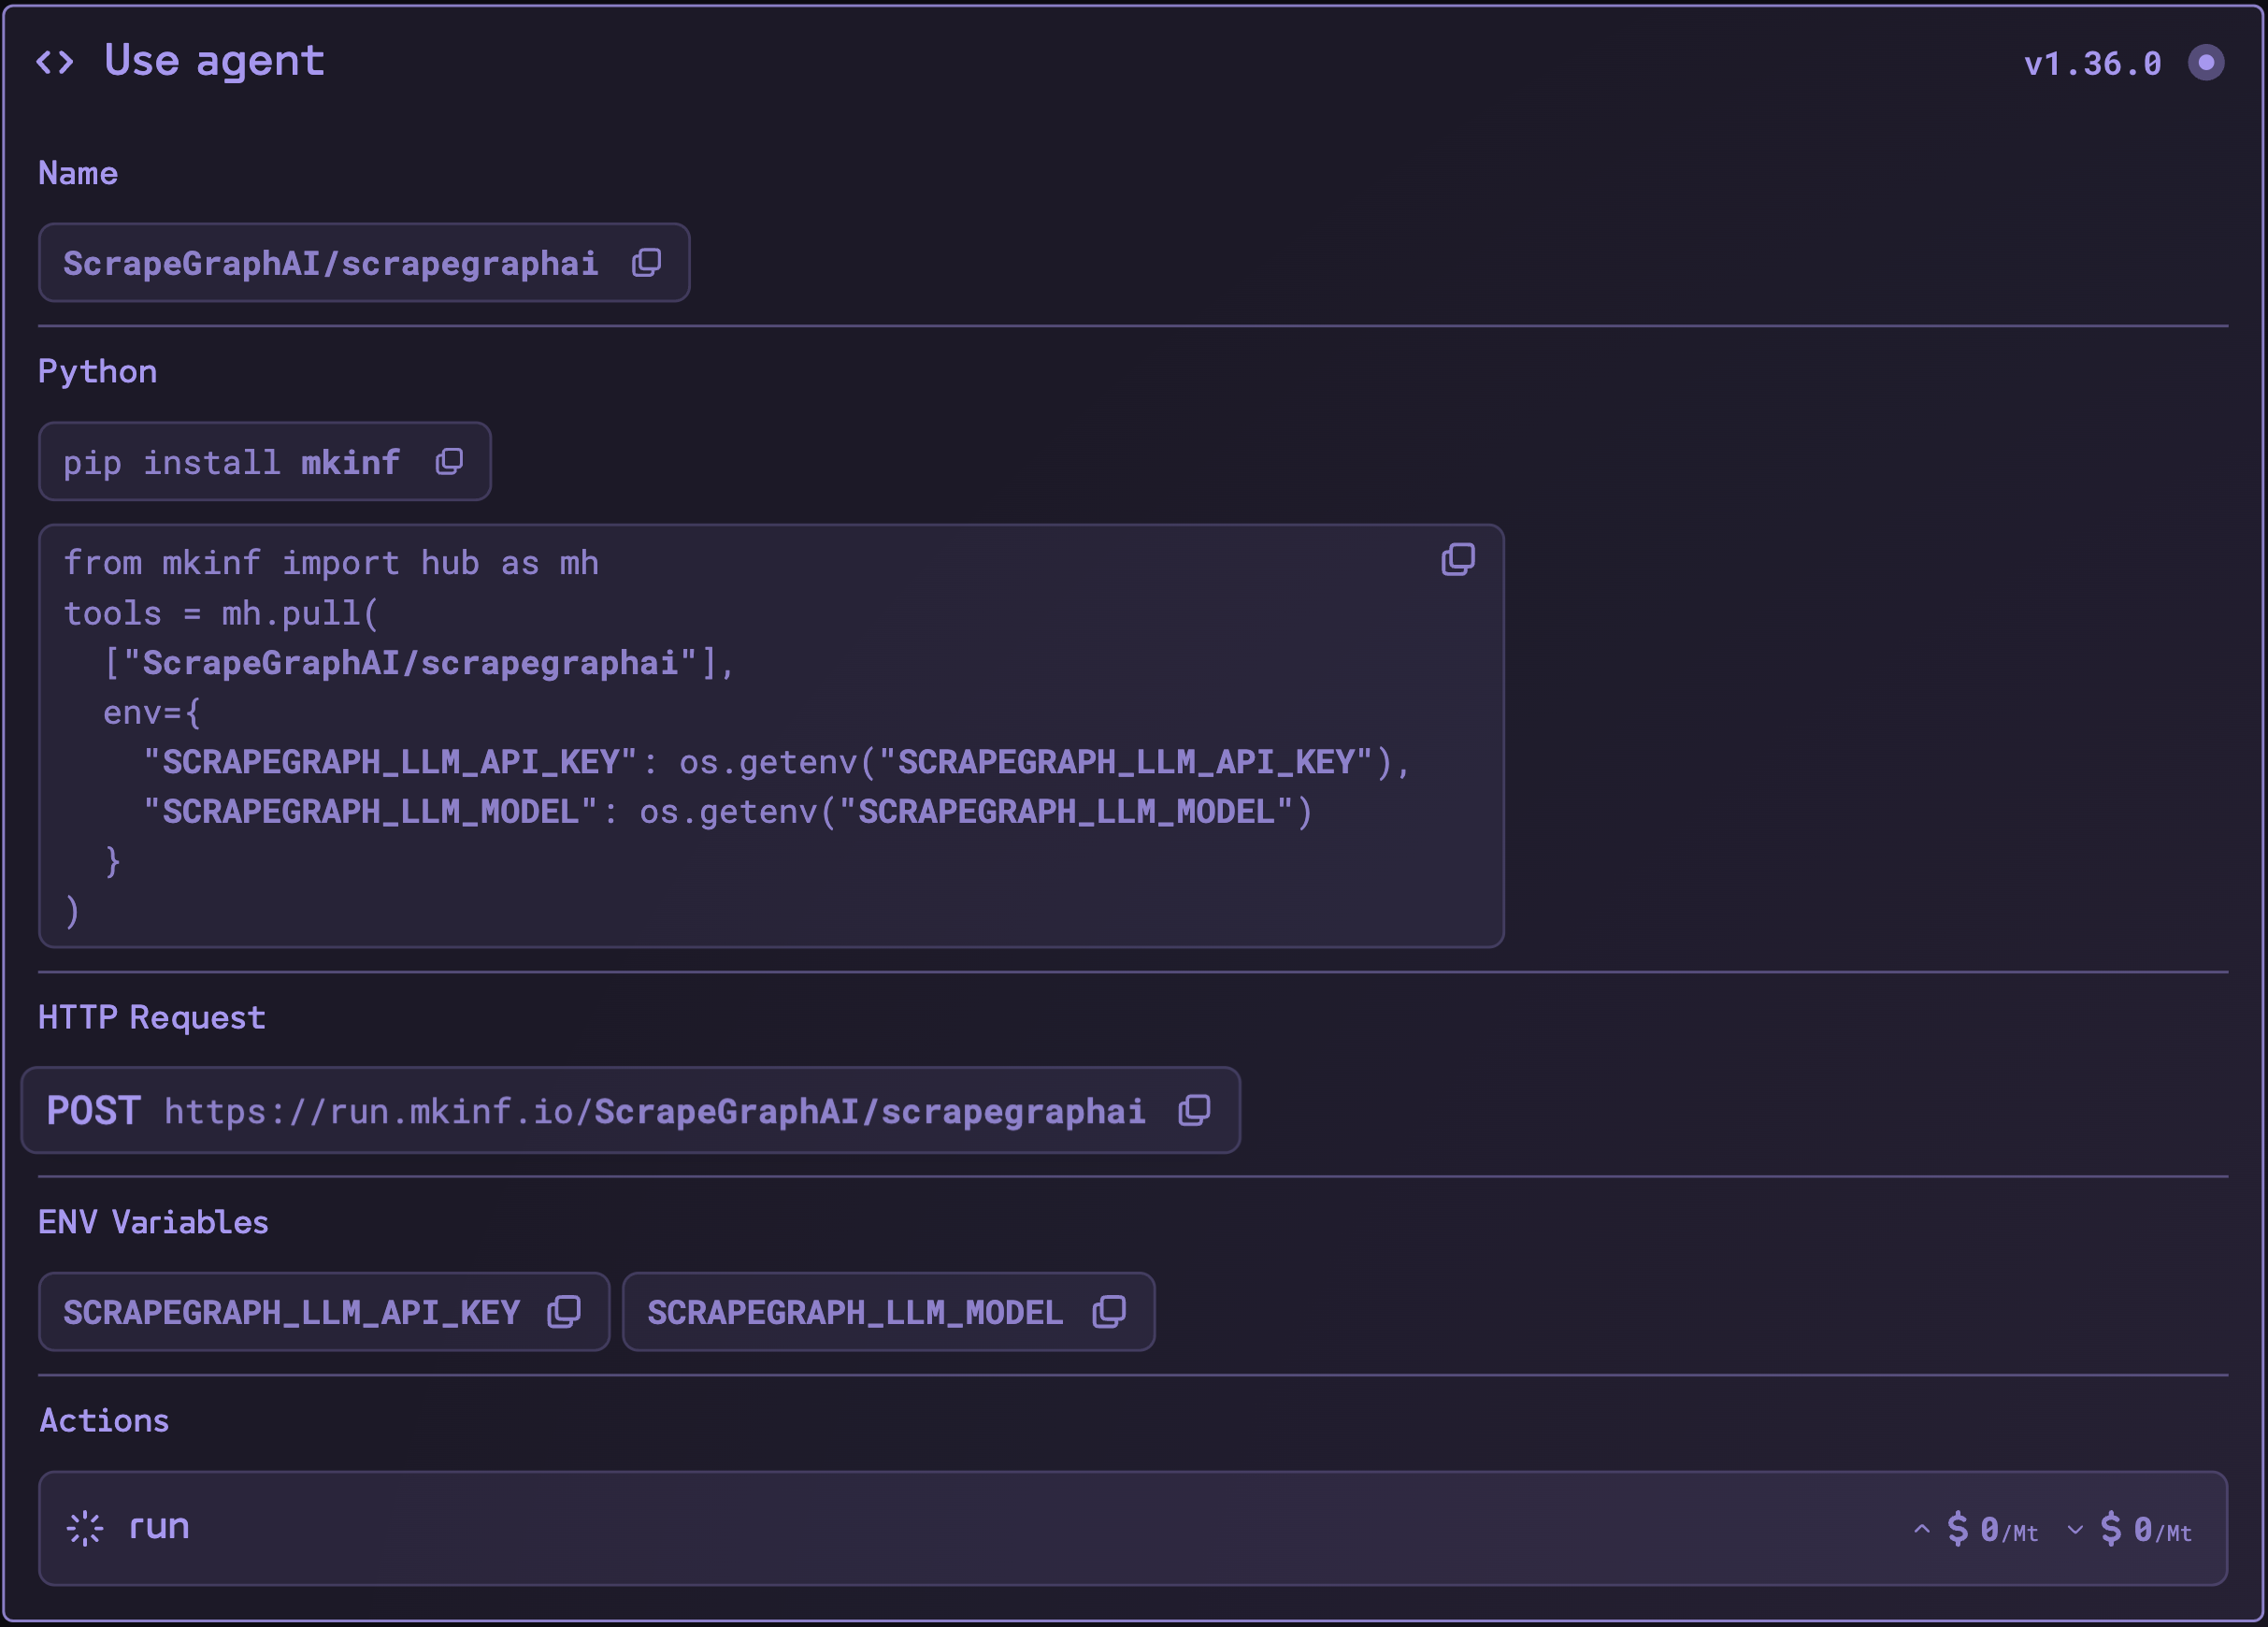 <> Use agent
v1.36.0
Name
ScrapeGraphAI/scrapegraphai
Python
pip install mkinf
from mkinf import hub as mh
tools = mh.pull(
  ["ScrapeGraphAI/scrapegraphai"],
  env={
    "SCRAPEGRAPH_LLM_API_KEY": os.getenv("SCRAPEGRAPH_LLM_API_KEY"),
    "SCRAPEGRAPH_LLM_MODEL": os.getenv("SCRAPEGRAPH_LLM_MODEL")
  }
)
HTTP Request
POST https://run.mkinf.io/ScrapeGraphAI/scrapegraphai
ENV Variables
SCRAPEGRAPH_LLM_API_KEY SCRAPEGRAPH_LLM_MODEL
Actions
run $ 0/Mt $ 0/Mt